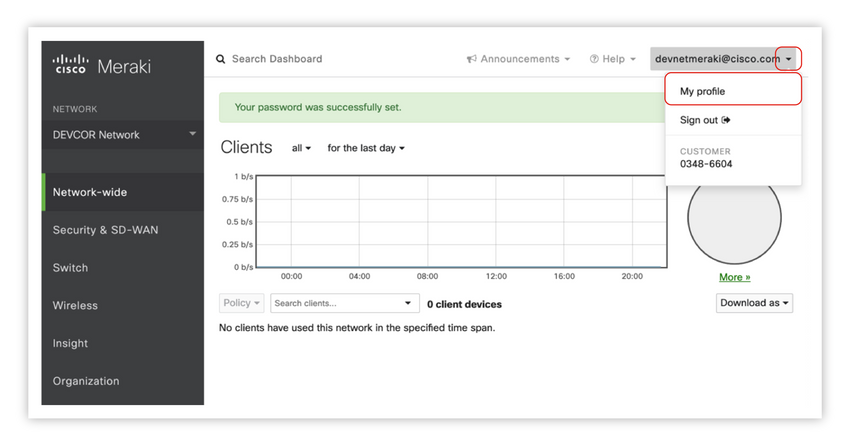 cisco Meraki
Search Dashboard
Announcements
Help
devnetmeraki@cisco.com
My profile
Sign out
CUSTOMER
0348-6604
NETWORK
DEVCOR Network
Network-wide
Security & SD-WAN
Switch
Wireless
Insight
Organization
Your password was successfully set.
Clients all for the last day
1 b/s
0.75 b/s
0.5 b/s
0.25 b/s
0 b/s
00:00 04:00 08:00 12:00 16:00 20:00
More »
Policy Search clients... 0 client devices Download as
No clients have used this network in the specified time span.